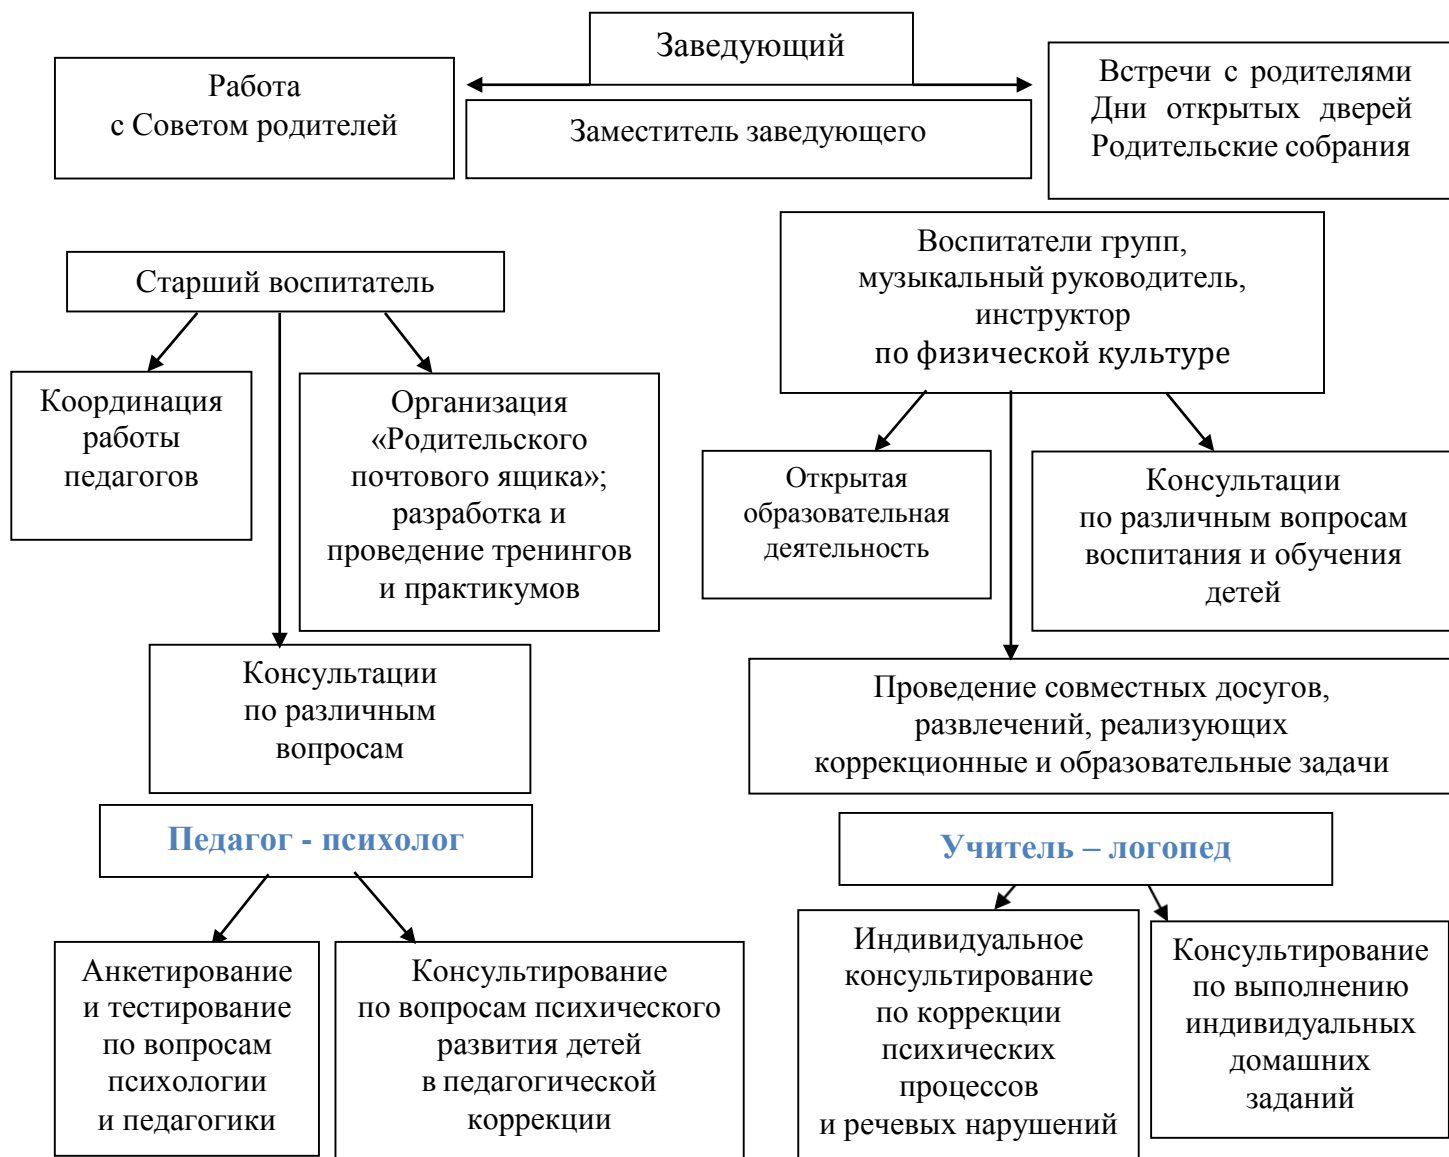 Заведующий
Работа
с Советом родителей
Заместитель заведующего
Встречи с родителями
Дни открытых дверей
Родительские собрания
Старший воспитатель
Воспитатели групп,
музыкальный руководитель,
инструктор
по физической культуре
Координация
работы
педагогов
Организация
«Родительского
почтового ящика»;
разработка и
проведение тренингов
и практикумов
Открытая
образовательная
деятельность
Консультации
по различным вопросам
воспитания и обучения
детей
Консультации
по различным
вопросам
Проведение совместных досугов,
развлечений, реализующих
коррекционные и образовательные задачи
Педагог - психолог
Учитель – логопед
Анкетирование
и тестирование
по вопросам
психологии
и педагогики
Консультирование
по вопросам психического
развития детей
в педагогической
коррекции
Индивидуальное
консультирование
по коррекции
психических
процессов
и речевых нарушений
Консультирование
по выполнению
индивидуальных
домашних
заданий